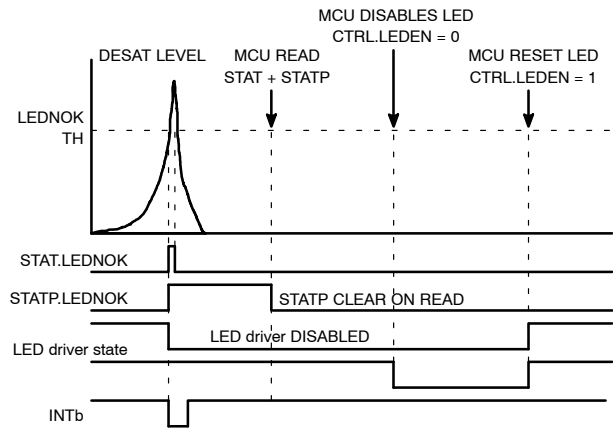 MCU DISABLES LED
CTRL.LEDEN = 0
DESAT LEVEL
MCU READ
STAT + STATP
MCU RESET LED
CTRL.LEDEN = 1
LEDNOK
TH
STAT.LEDNOK
STATP.LEDNOK
STATP CLEAR ON READ
LED driver DISABLED
LED driver state
INTb